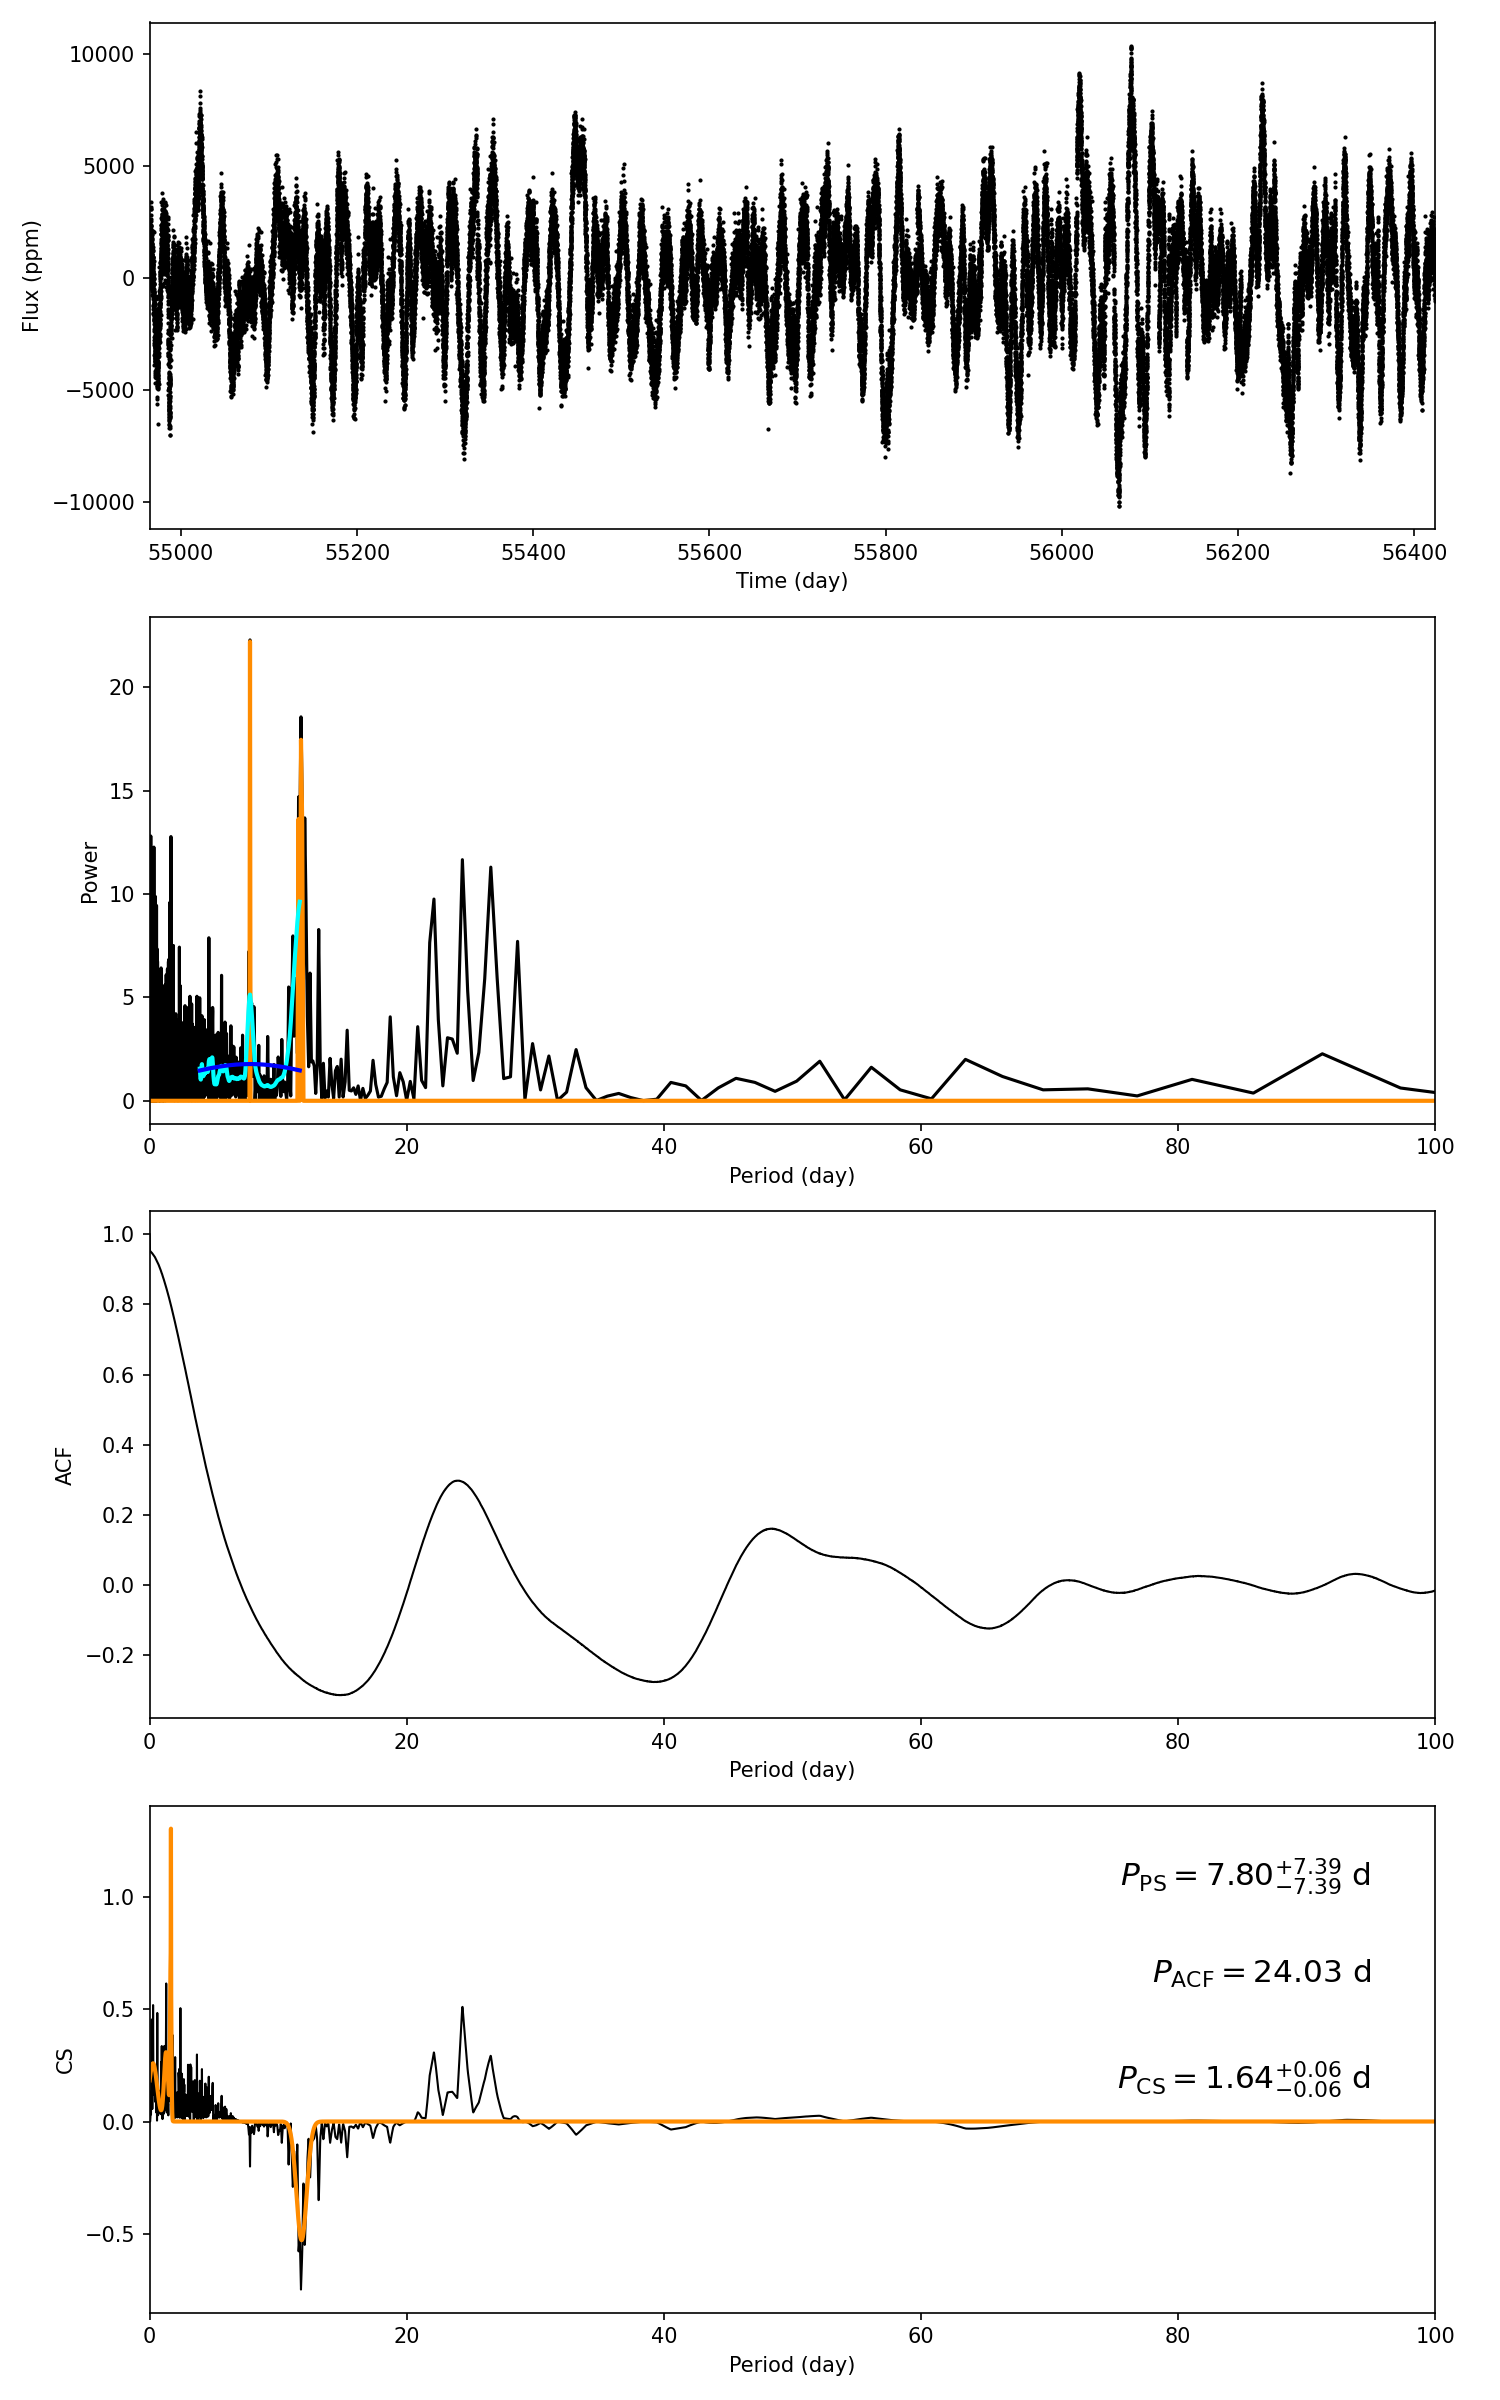 10000
5000
0
−5000
−10000
Flux (ppm)
55000 55200 55400 55600 55800 56000 56200 56400
Time (day)
20
15
10
5
0
Power
0 20 40 60 80 100
Period (day)
1.0
0.8
0.6
0.4
0.2
0.0
−0.2
ACF
0 20 40 60 80 100
Period (day)
1.0
0.5
0.0
−0.5
CS
P_PS = 7.80^{+7.39}_{−7.39} d
P_ACF = 24.03 d
P_CS = 1.64^{+0.06}_{−0.06} d
0 20 40 60 80 100
Period (day)